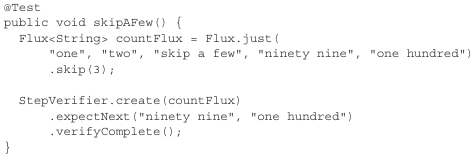 @Test
public void skipAFew() {
  Flux<String> countFlux = Flux.just(
      "one", "two", "skip a few", "ninety nine", "one hundred")
      .skip(3);

  StepVerifier.create(countFlux)
      .expectNext("ninety nine", "one hundred")
      .verifyComplete();
}